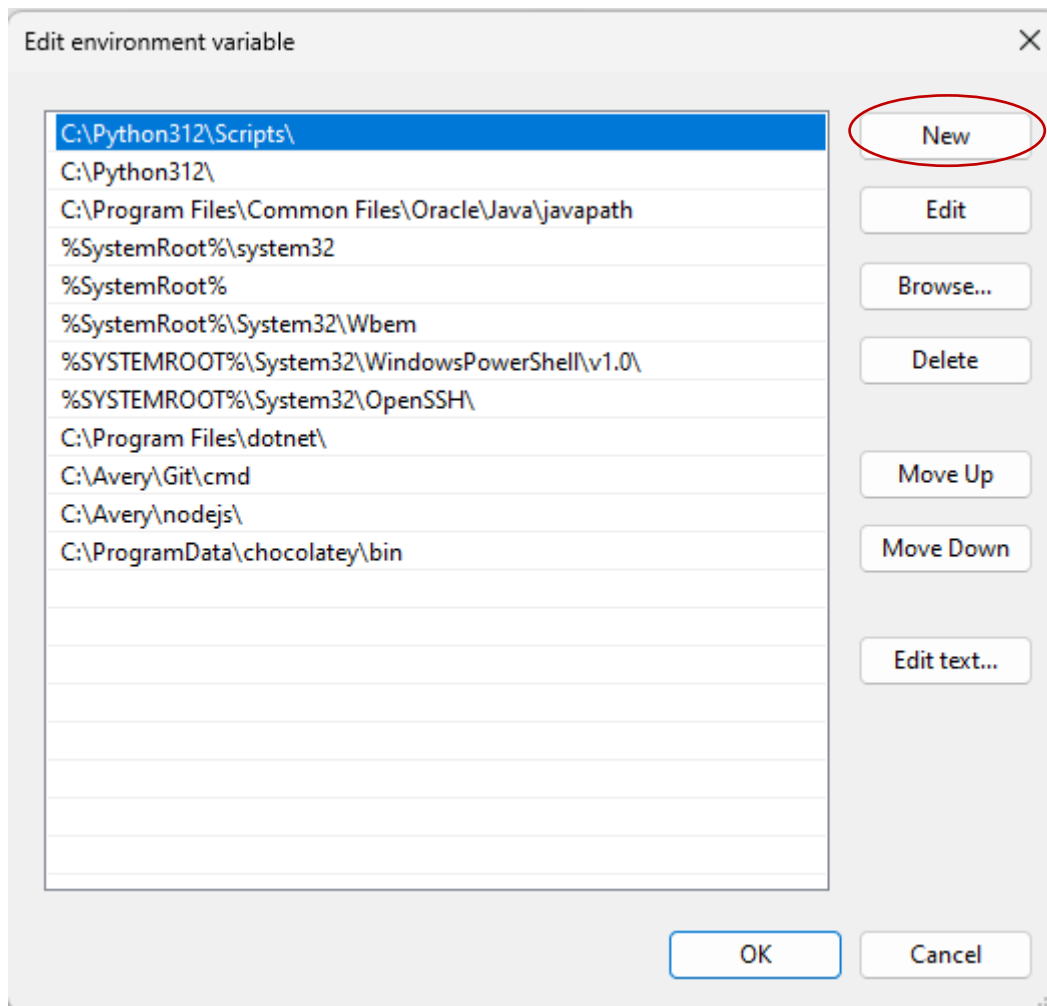 Edit environment variable
C:\Python312\Scripts\
C:\Python312\
C:\Program Files\Common Files\Oracle\Java\javapath
%SystemRoot%\system32
%SystemRoot%
%SystemRoot%\System32\Wbem
%SYSTEMROOT%\System32\WindowsPowerShell\v1.0\
%SYSTEMROOT%\System32\OpenSSH\
C:\Program Files\dotnet\
C:\Avery\Git\cmd
C:\Avery\nodejs\
C:\ProgramData\chocolatey\bin
New
Edit
Browse...
Delete
Move Up
Move Down
Edit text...
OK
Cancel